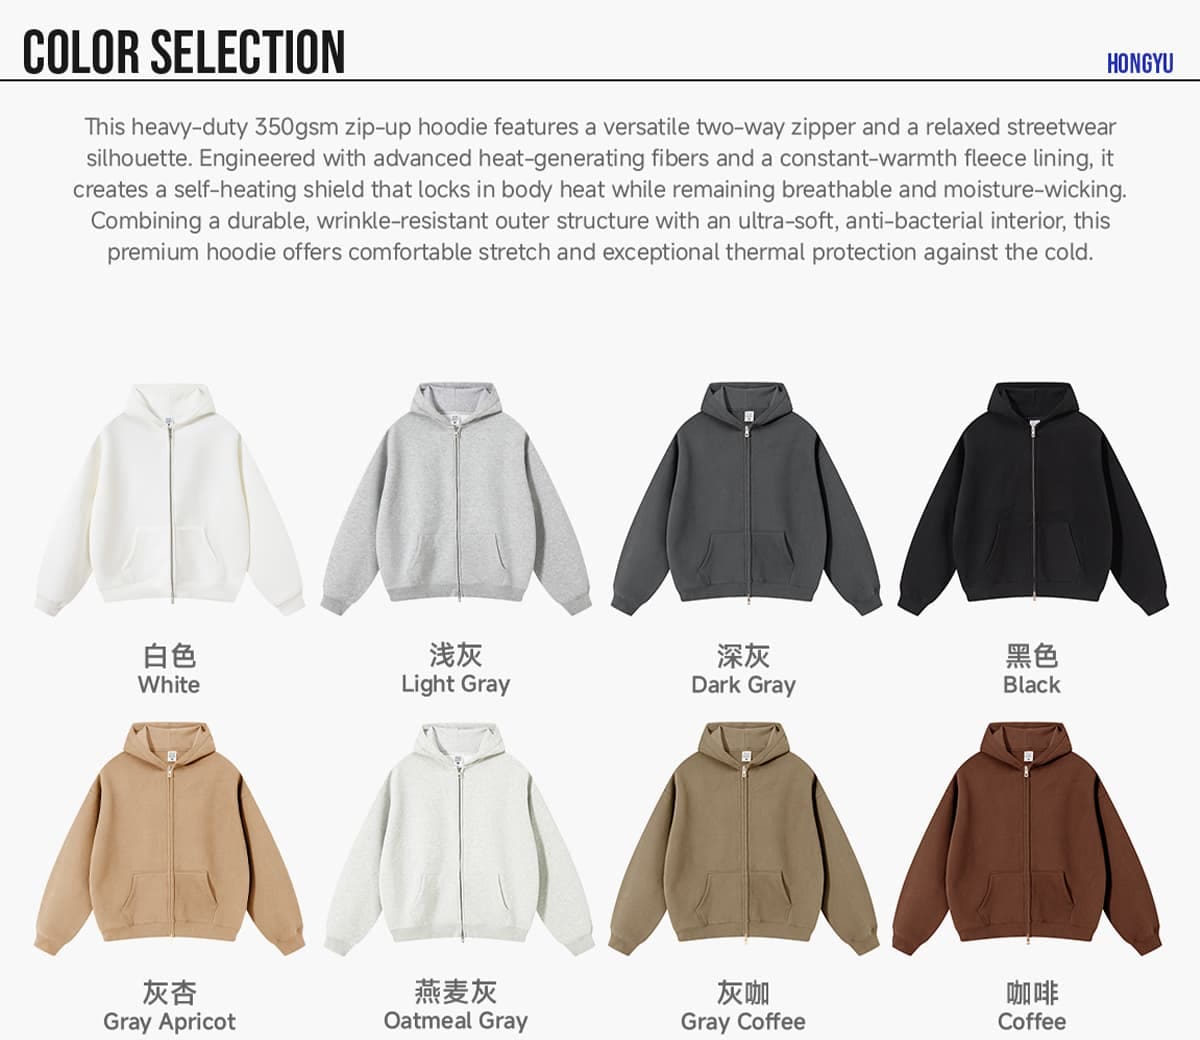 COLOR SELECTION
HONGYU
This heavy-duty 350gsm zip-up hoodie features a versatile two-way zipper and a relaxed streetwear
silhouette. Engineered with advanced heat-generating fibers and a constant-warmth fleece lining, it
creates a self-heating shield that locks in body heat while remaining breathable and moisture-wicking.
Combining a durable, wrinkle-resistant outer structure with an ultra-soft, anti-bacterial interior, this
premium hoodie offers comfortable stretch and exceptional thermal protection against the cold.
白色
White
浅灰
Light Gray
深灰
Dark Gray
黑色
Black
灰杏
Gray Apricot
燕麦灰
Oatmeal Gray
灰咖
Gray Coffee
咖啡
Coffee